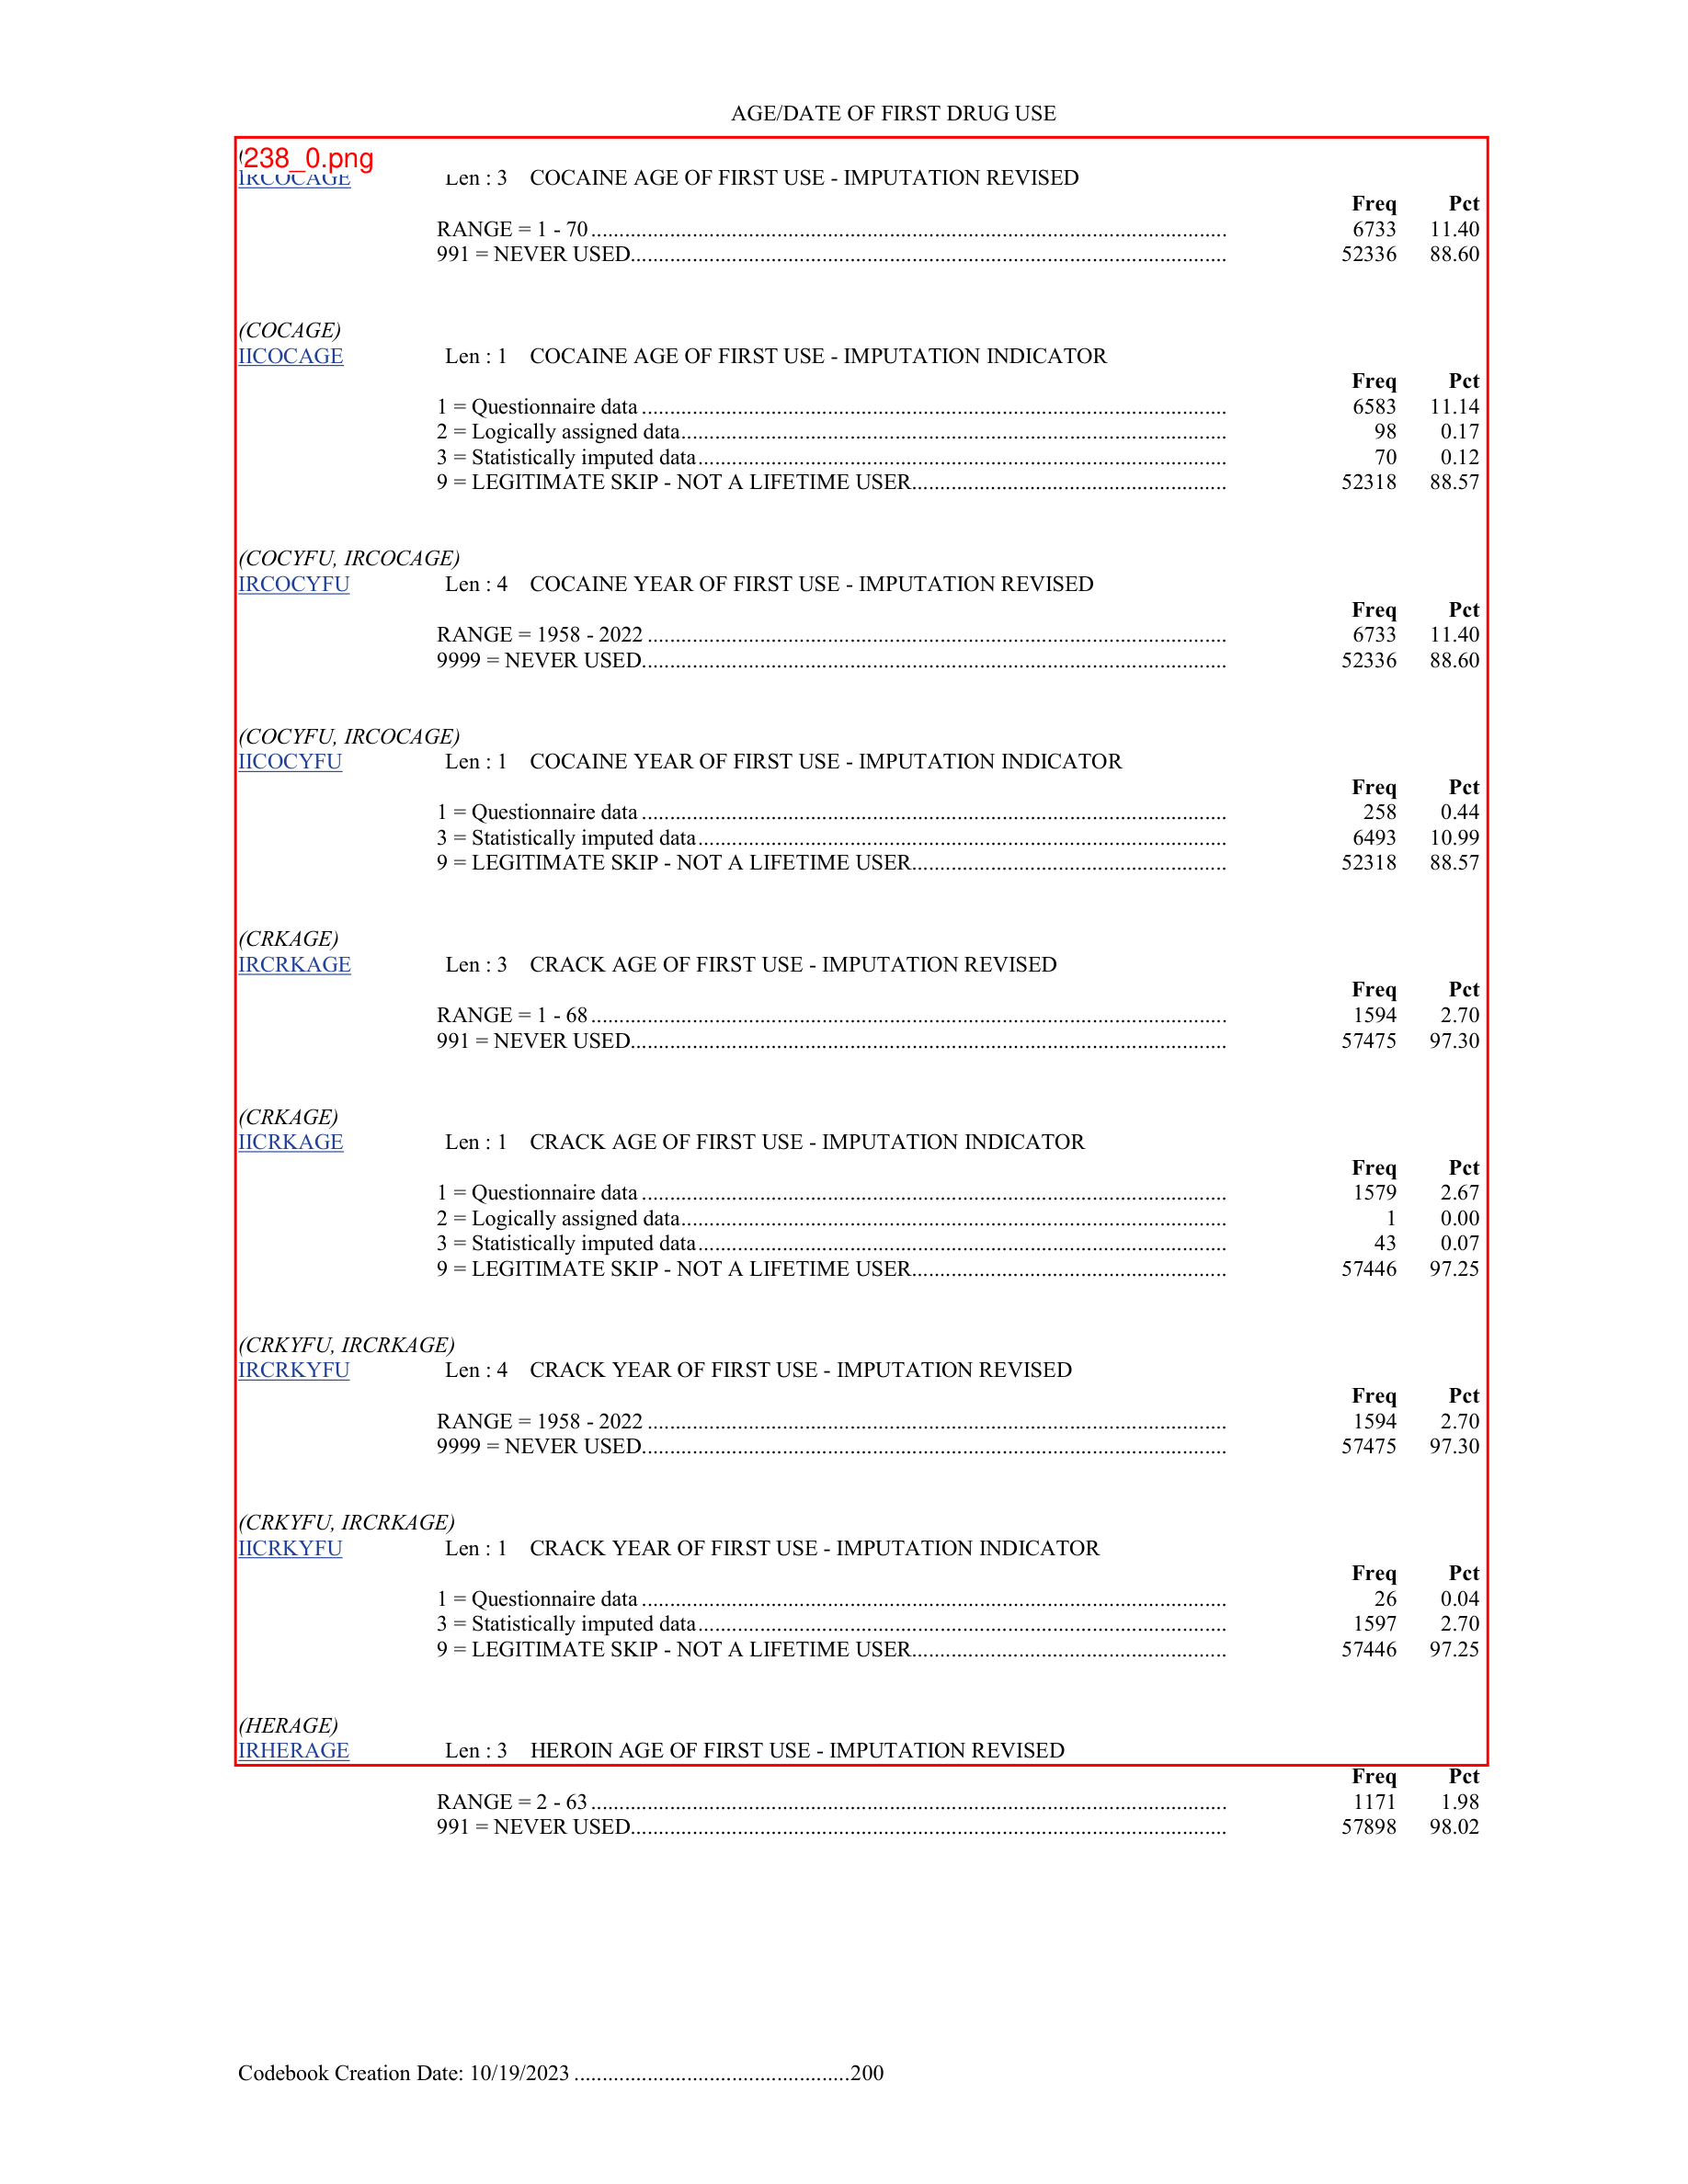 AGE/DATE OF FIRST DRUG USE
238_0.png
IRCOCAGE Len : 3 COCAINE AGE OF FIRST USE - IMPUTATION REVISED
Freq Pct
RANGE = 1 - 70 6733 11.40
991 = NEVER USED 52336 88.60
(COCAGE)
IICOCAGE Len : 1 COCAINE AGE OF FIRST USE - IMPUTATION INDICATOR
Freq Pct
1 = Questionnaire data 6583 11.14
2 = Logically assigned data 98 0.17
3 = Statistically imputed data 70 0.12
9 = LEGITIMATE SKIP - NOT A LIFETIME USER 52318 88.57
(COCYFU, IRCOCAGE)
IRCOCYFU Len : 4 COCAINE YEAR OF FIRST USE - IMPUTATION REVISED
Freq Pct
RANGE = 1958 - 2022 6733 11.40
9999 = NEVER USED 52336 88.60
(COCYFU, IRCOCAGE)
IICOCYFU Len : 1 COCAINE YEAR OF FIRST USE - IMPUTATION INDICATOR
Freq Pct
1 = Questionnaire data 258 0.44
3 = Statistically imputed data 6493 10.99
9 = LEGITIMATE SKIP - NOT A LIFETIME USER 52318 88.57
(CRKAGE)
IRCRKAGE Len : 3 CRACK AGE OF FIRST USE - IMPUTATION REVISED
Freq Pct
RANGE = 1 - 68 1594 2.70
991 = NEVER USED 57475 97.30
(CRKAGE)
IICRKAGE Len : 1 CRACK AGE OF FIRST USE - IMPUTATION INDICATOR
Freq Pct
1 = Questionnaire data 1579 2.67
2 = Logically assigned data 1 0.00
3 = Statistically imputed data 43 0.07
9 = LEGITIMATE SKIP - NOT A LIFETIME USER 57446 97.25
(CRKYFU, IRCRKAGE)
IRCRKYFU Len : 4 CRACK YEAR OF FIRST USE - IMPUTATION REVISED
Freq Pct
RANGE = 1958 - 2022 1594 2.70
9999 = NEVER USED 57475 97.30
(CRKYFU, IRCRKAGE)
IICRKYFU Len : 1 CRACK YEAR OF FIRST USE - IMPUTATION INDICATOR
Freq Pct
1 = Questionnaire data 26 0.04
3 = Statistically imputed data 1597 2.70
9 = LEGITIMATE SKIP - NOT A LIFETIME USER 57446 97.25
(HERAGE)
IRHERAGE Len : 3 HEROIN AGE OF FIRST USE - IMPUTATION REVISED
Freq Pct
RANGE = 2 - 63 1171 1.98
991 = NEVER USED 57898 98.02
Codebook Creation Date: 10/19/2023 200